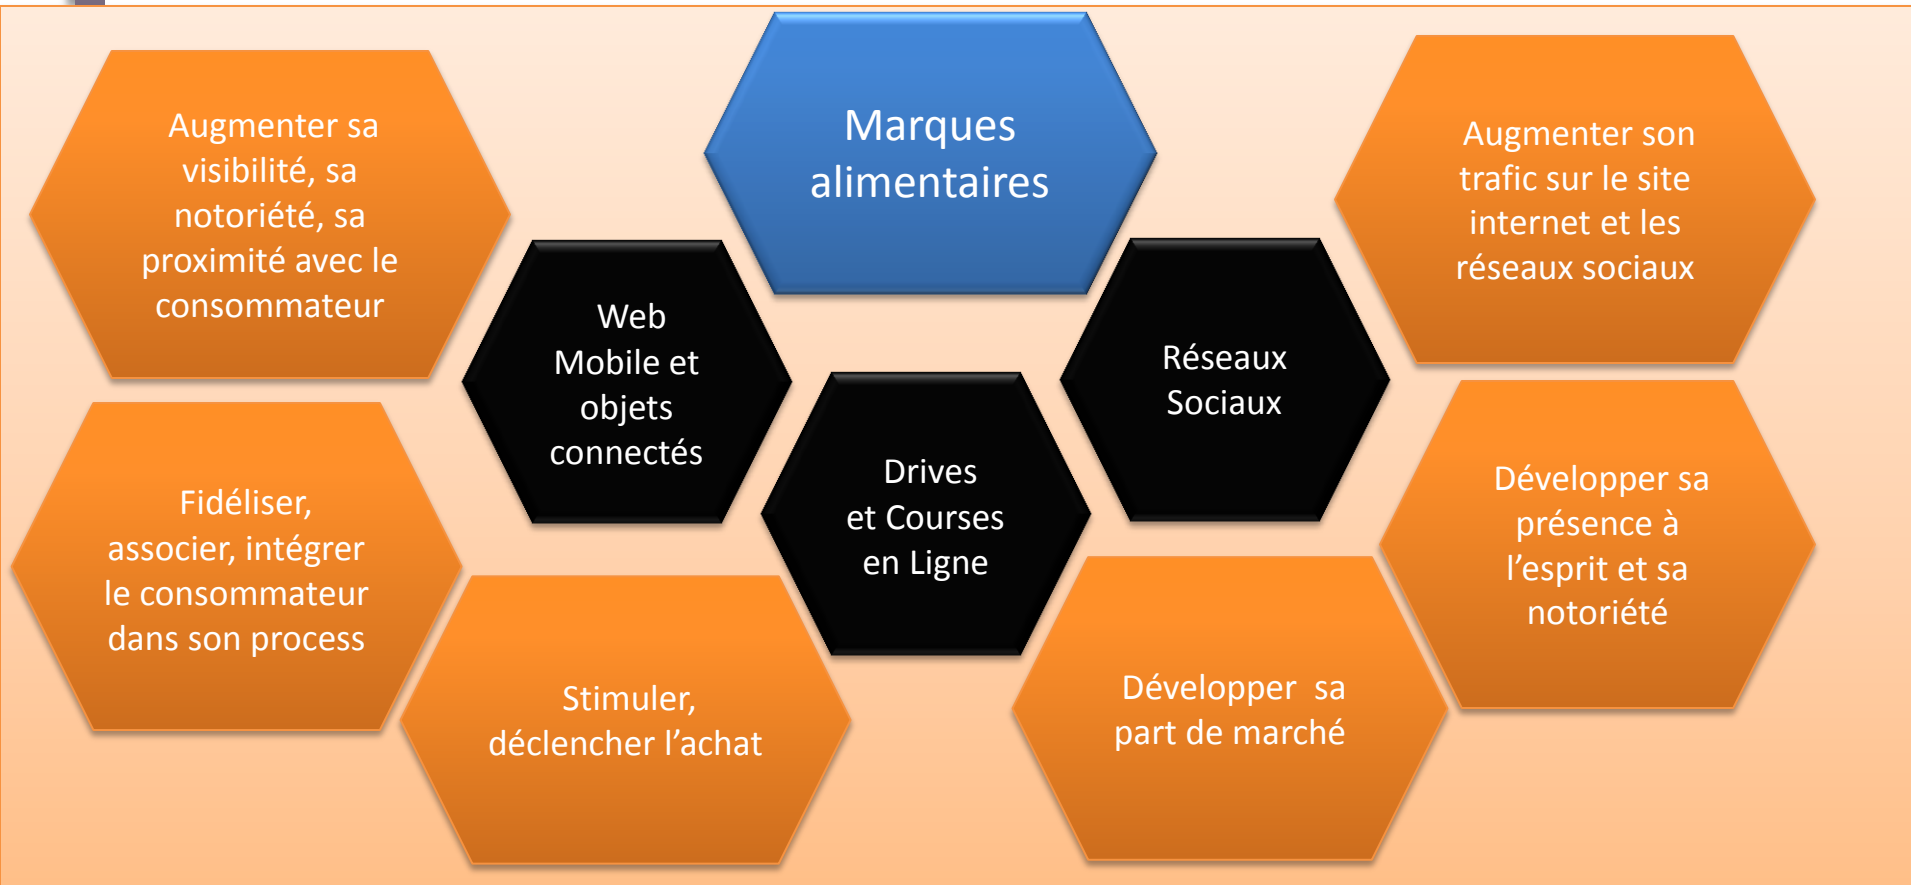 Marques
alimentaires
Augmenter sa
visibilité, sa
notoriété, sa
proximité avec le
consommateur
Augmenter son
trafic sur le site
internet et les
réseaux sociaux
Web
Mobile et
objets
connectés
Réseaux
Sociaux
Drives
et Courses
en Ligne
Fidéliser,
associer, intégrer
le consommateur
dans son process
Développer sa
présence à
l’esprit et sa
notoriété
Stimuler,
déclencher l’achat
Développer  sa
part de marché